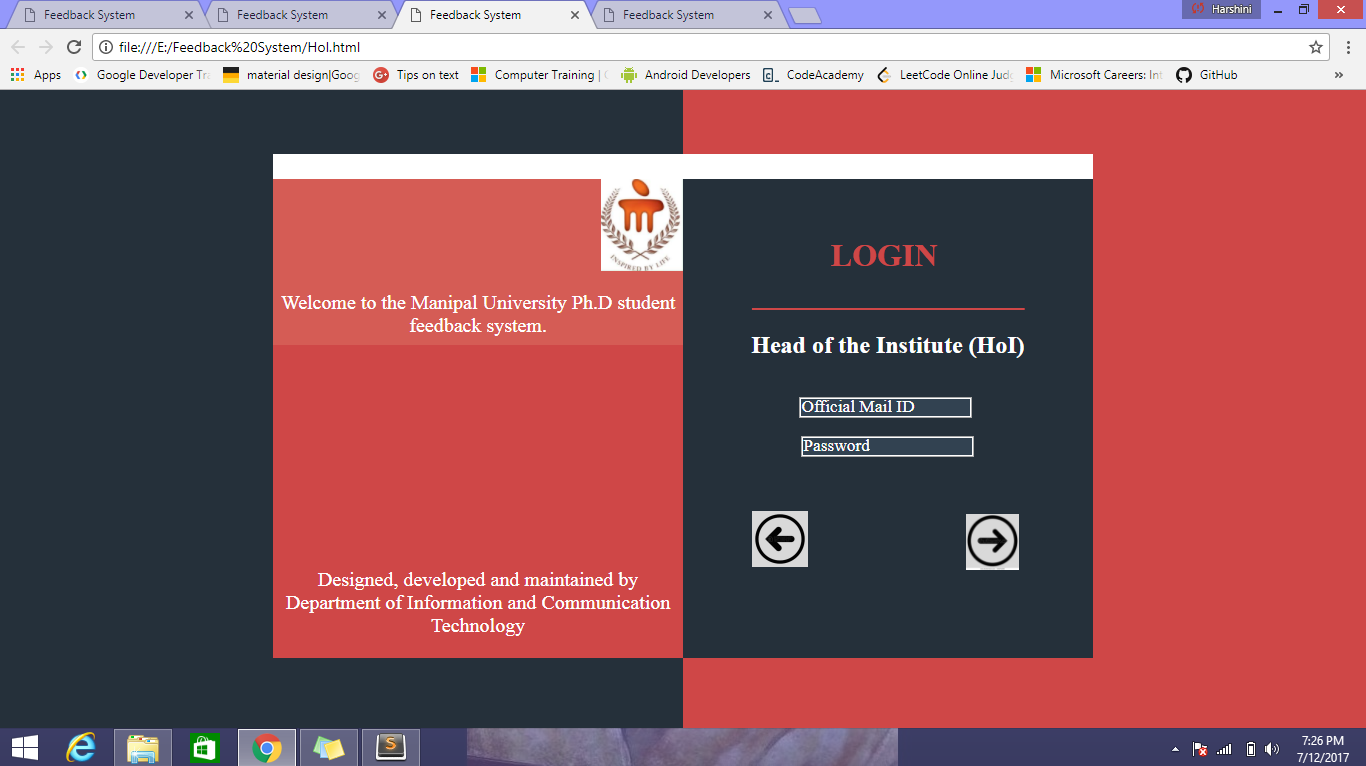 Feedback System
Feedback System
Feedback System
Feedback System
Harshini
file:///E:/Feedback%20System/HoI.html
Apps
Google Developer Tra
material design|Goog
Tips on text
Computer Training |
Android Developers
CodeAcademy
LeetCode Online Judg
Microsoft Careers: Int
GitHub
»
INSPIRED BY LIFE
Welcome to the Manipal University Ph.D student
feedback system.
Designed, developed and maintained by
Department of Information and Communication
Technology
LOGIN
Head of the Institute (HoI)
Official Mail ID
Password
7:26 PM
7/12/2017